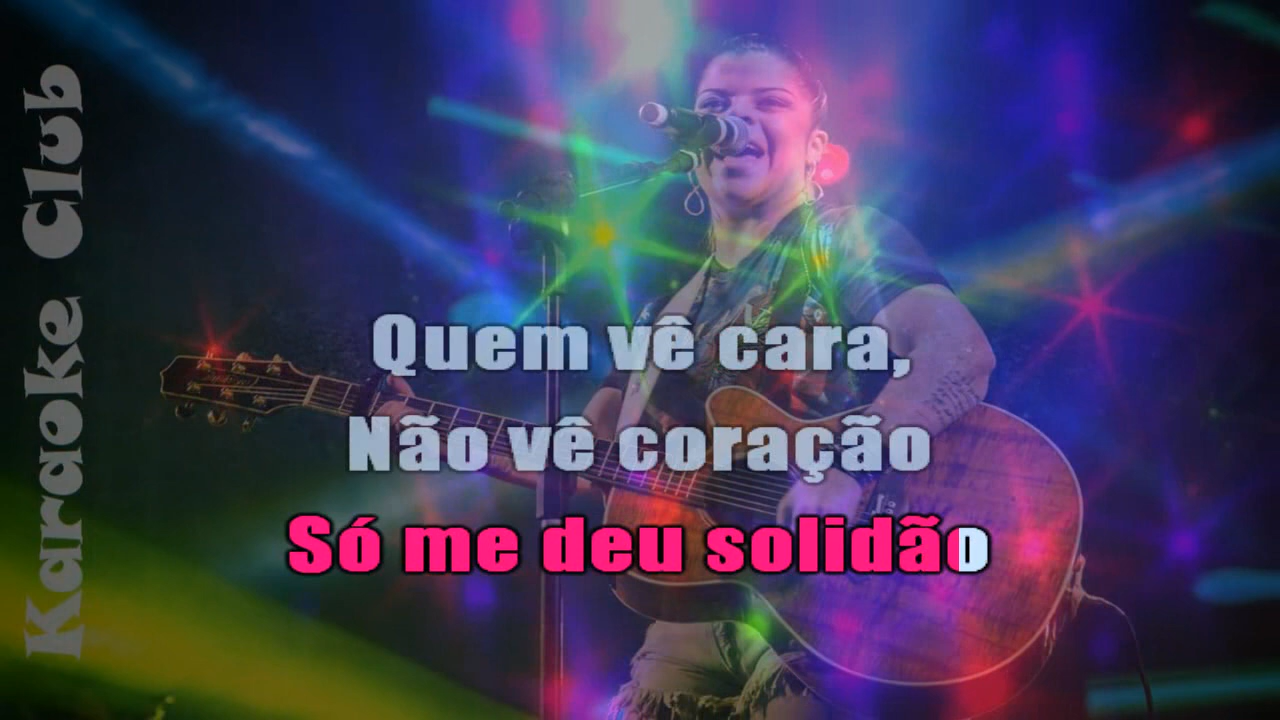 Karaoke Club
Quem vê cara,
Não vê coração
Só me deu solidão